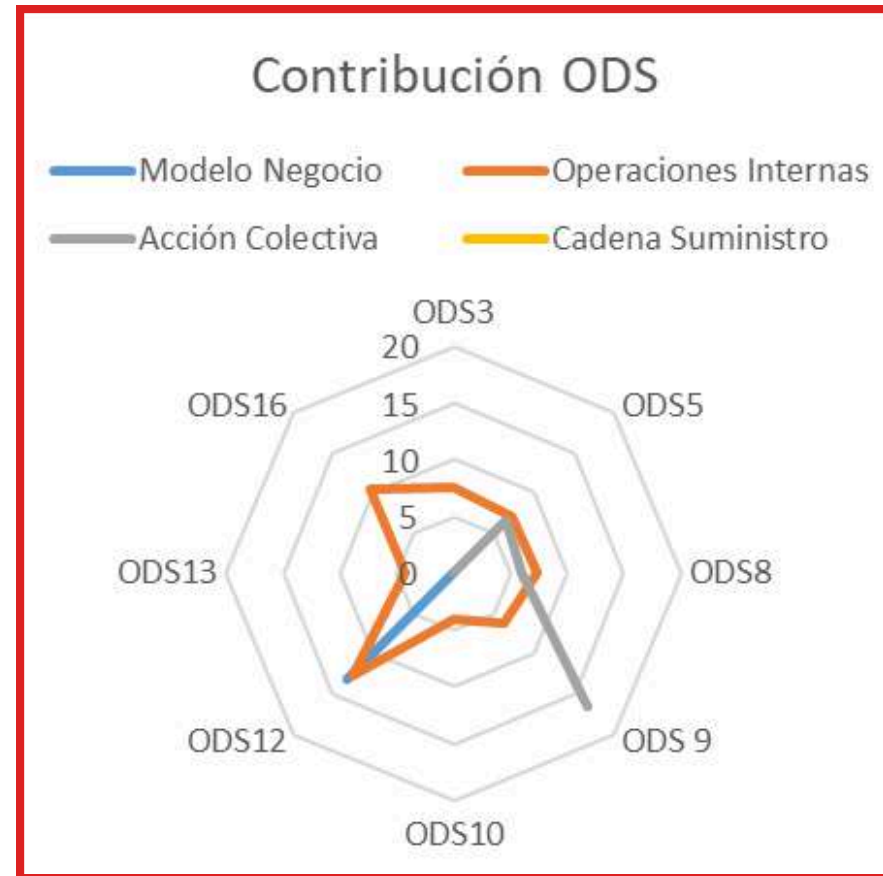 Contribución ODS
Modelo Negocio
Operaciones Internas
Acción Colectiva
Cadena Suministro
ODS3
20
ODS16
15
ODS5
10
5
ODS13
0
ODS8
ODS12
ODS 9
ODS10